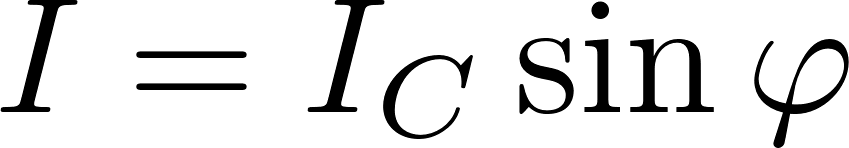 I = I_C sin φ